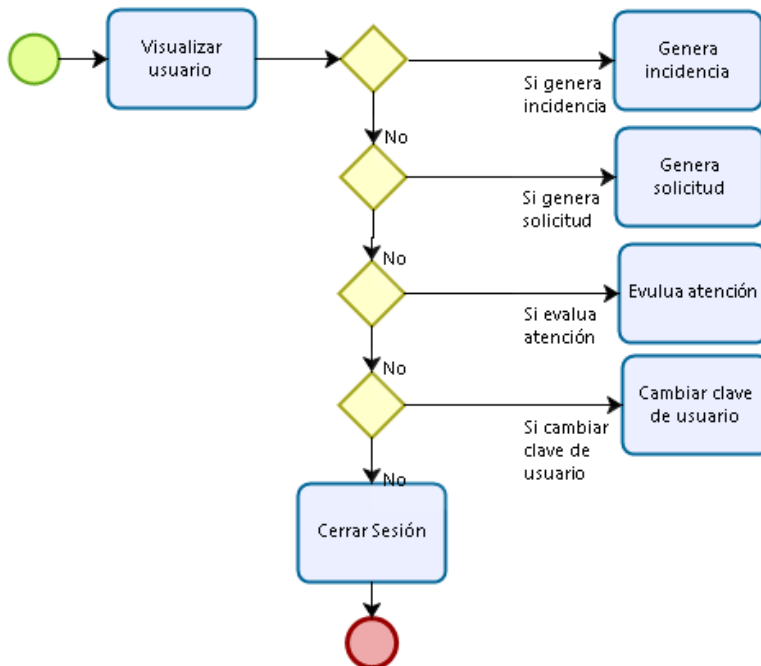 Visualizar
usuario
Genera
incidencia
Si genera
incidencia
No
Genera
solicitud
Si genera
solicitud
No
Evulua atención
Si evalua
atención
No
Cambiar clave
de usuario
Si cambiar
clave de
usuario
No
Cerrar Sesión